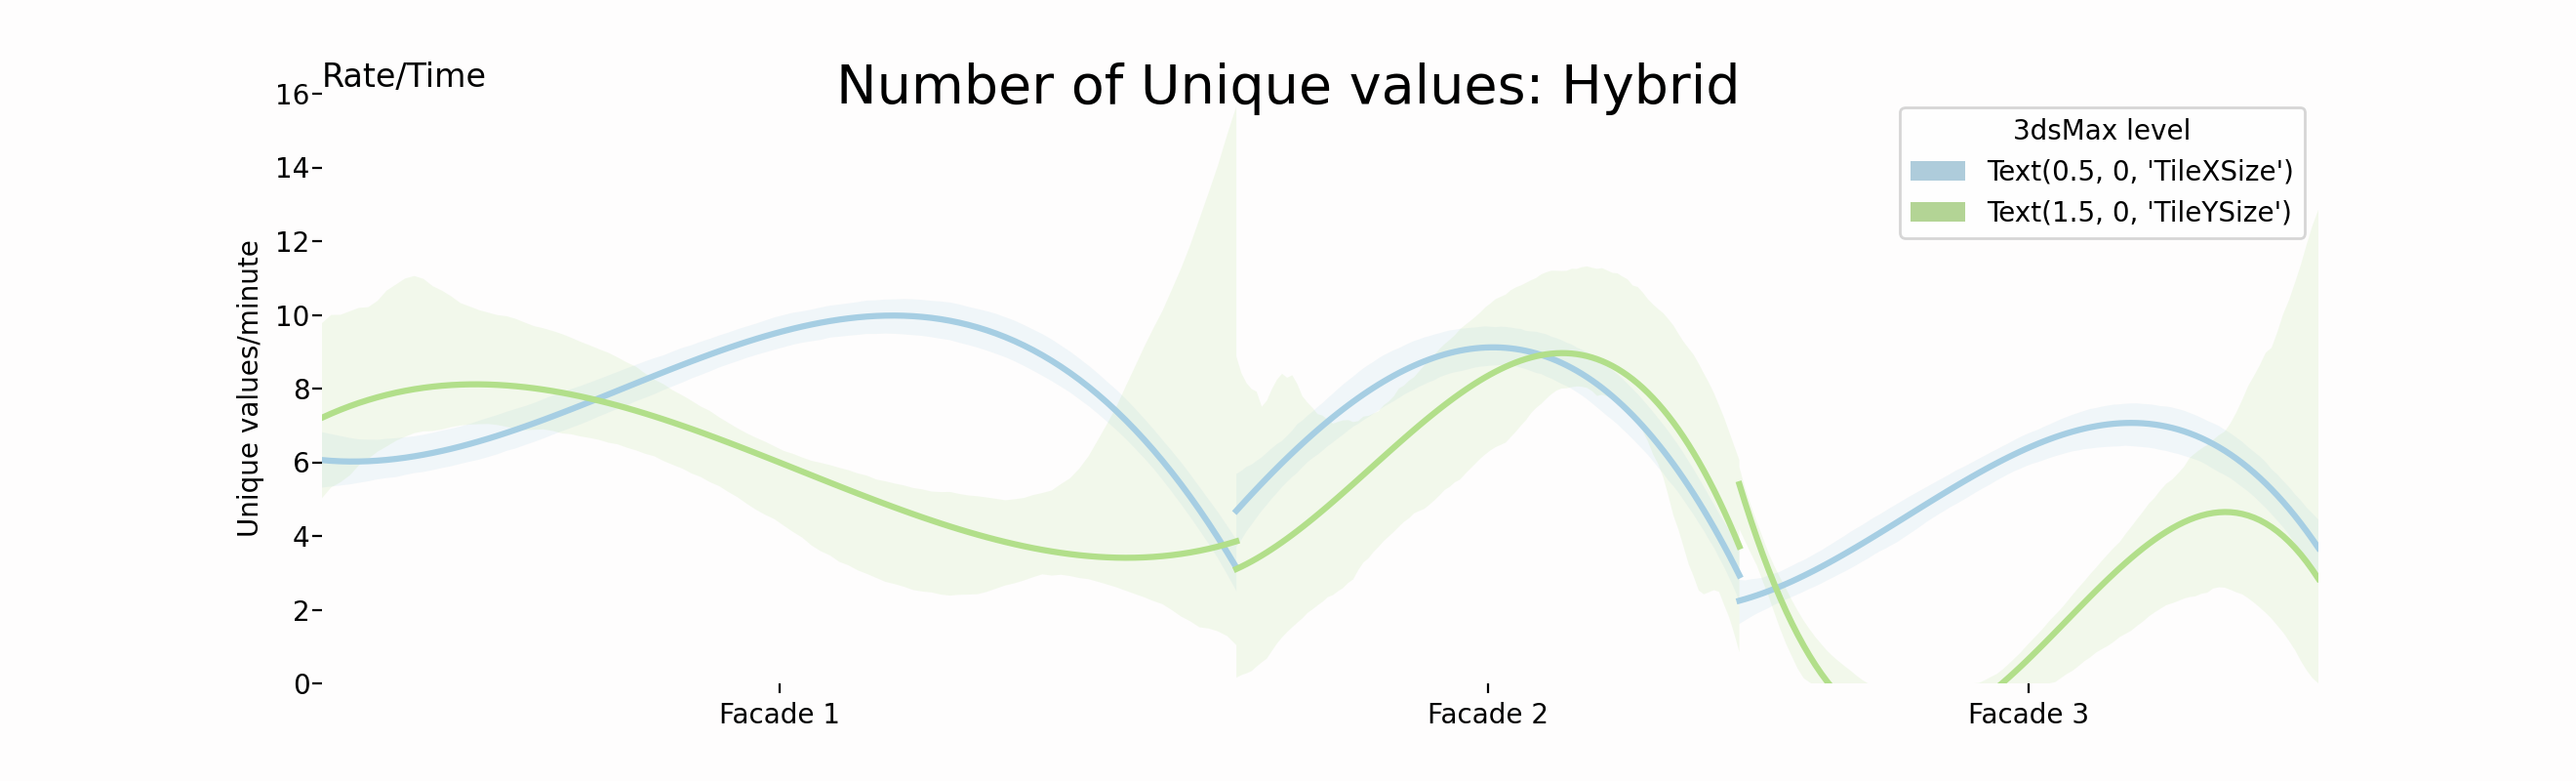 Rate/Time
Number of Unique values: Hybrid
16
14
12
10
8
6
4
2
0
Unique values/minute
3dsMax level
Text(0.5, 0, 'TileXSize')
Text(1.5, 0, 'TileYSize')
Facade 1
Facade 2
Facade 3